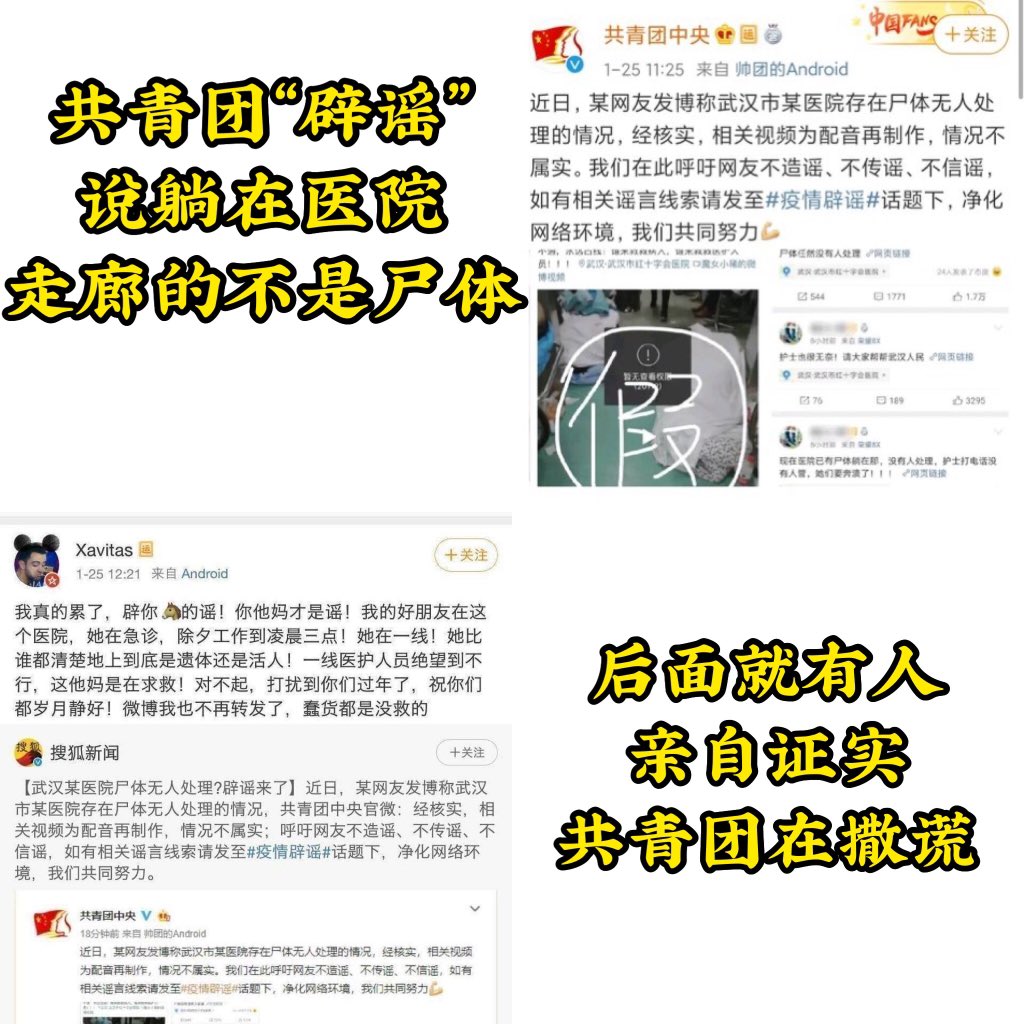 共青团“辟谣”
说躺在医院
走廊的不是尸体
中国FANS
共青团中央
+关注
1-25 11:25 来自 帅团的Android
近日，某网友发博称武汉市某医院存在尸体无人处
理的情况，经核实，相关视频为配音再制作，情况不
属实。我们在此呼吁网友不造谣、不传谣、不信谣，
如有相关谣言线索请发至#疫情辟谣#话题下，净化
网络环境，我们共同努力💪
员！！！ 武汉·武汉市红十字会医院 魔女小稀的微
博视频
暂无查看权限
假
尸体任然没有人处理 网页链接
武汉·武汉市红十字会医院
544 1771 1.7万
6小时前 来自 荣耀8X
护士也很无奈！请大家帮帮武汉人民 网页链接
武汉·武汉市红十字会医院
76 189 3295
现在医院已有尸体躺在那，没有人处理，护士打电话没
有人管，她们要奔溃了！！！ 网页链接
Xavitas
+关注
1-25 12:21 来自 Android
我真的累了，辟你🐴的谣！你他妈才是谣！我的好朋友在这
个医院，她在急诊，除夕工作到凌晨三点！她在一线！她比
谁都清楚地上到底是遗体还是活人！一线医护人员绝望到不
行，这他妈是在求救！对不起，打扰到你们过年了，祝你们
都岁月静好！微博我也不再转发了，蠢货都是没救的
搜狐
搜狐新闻
+关注
【武汉某医院尸体无人处理?辟谣来了】近日，某网友发博称武汉
市某医院存在尸体无人处理的情况，共青团中央官微：经核实，相
关视频为配音再制作，情况不属实；呼吁网友不造谣、不传谣、不
信谣，如有相关谣言线索请发至#疫情辟谣#话题下，净化网络环
境，我们共同努力。
共青团中央
18分钟前 来自 帅团的Android
近日，某网友发博称武汉市某医院存在尸体无人处理的情况，经核实，相关视频
为配音再制作，情况不属实。我们在此呼吁网友不造谣、不传谣、不信谣，如有
相关谣言线索请发至#疫情辟谣#话题下，净化网络环境，我们共同努力💪
后面就有人
亲自证实
共青团在撒谎